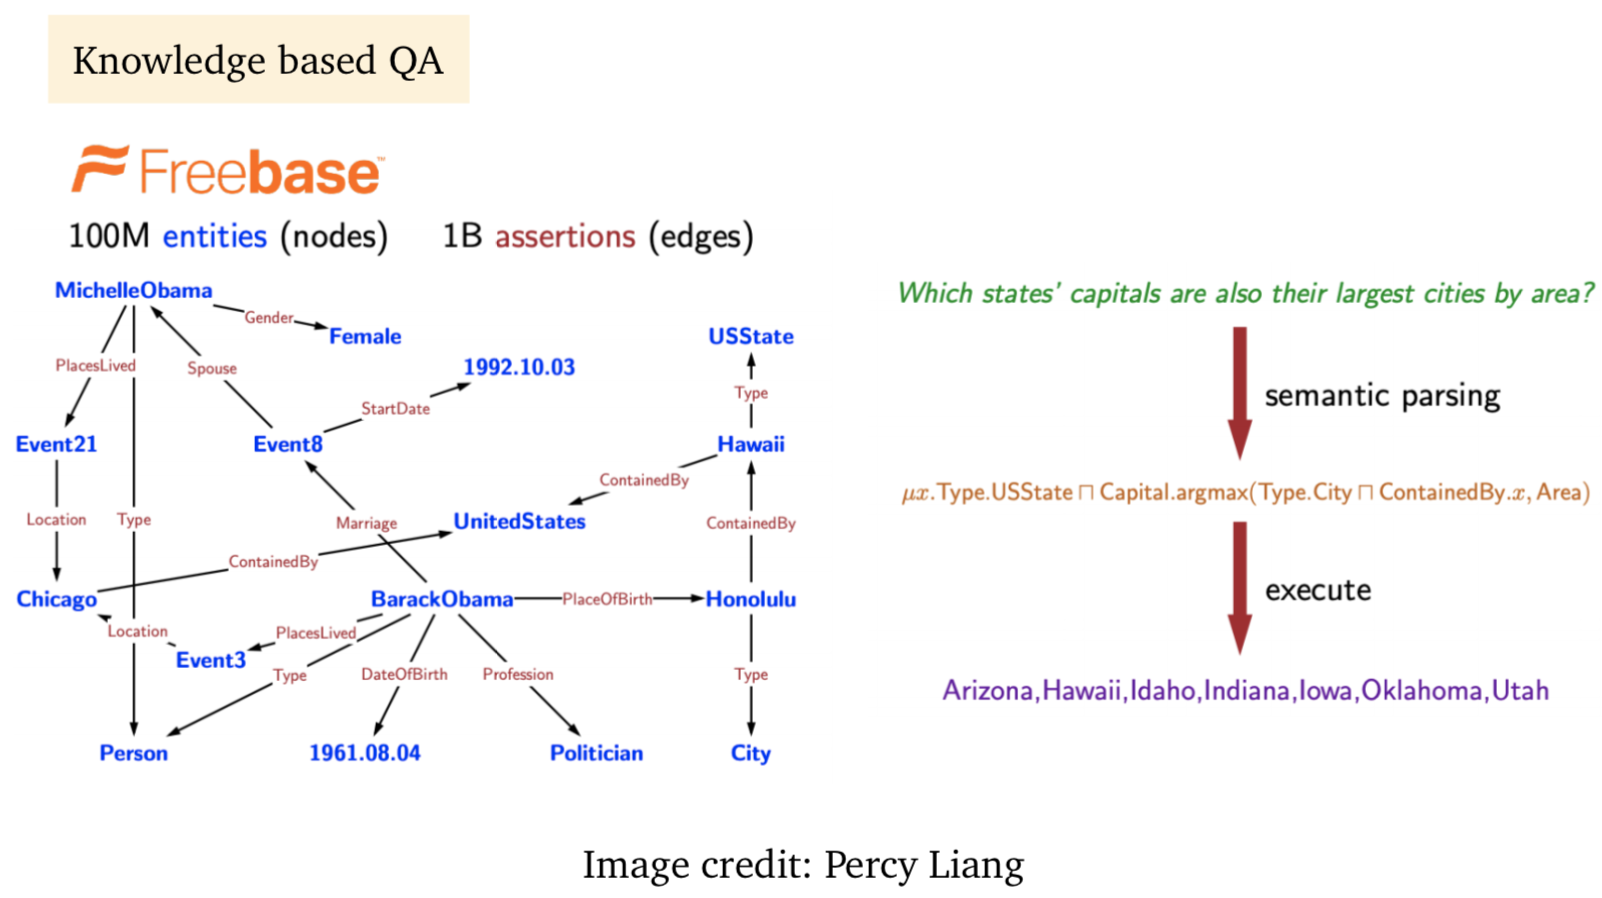 Knowledge based QA
Freebase™
100M entities (nodes) 1B assertions (edges)
MichelleObama
Gender
Female
PlacesLived
Spouse
1992.10.03
StartDate
Event21
Event8
Location
Type
Marriage
UnitedStates
ContainedBy
Chicago
BarackObama
PlaceOfBirth
Honolulu
Location
PlacesLived
Event3
Type
DateOfBirth
Profession
Person
1961.08.04
Politician
USState
Type
Hawaii
ContainedBy
ContainedBy
Type
City
Which states' capitals are also their largest cities by area?
semantic parsing
μx.Type.USState ⊓ Capital.argmax(Type.City ⊓ ContainedBy.x, Area)
execute
Arizona,Hawaii,Idaho,Indiana,Iowa,Oklahoma,Utah
Image credit: Percy Liang